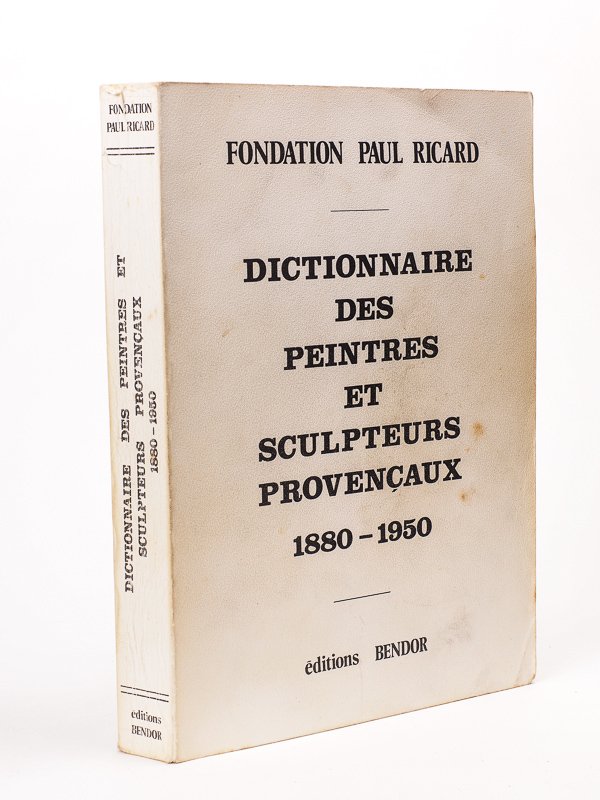 FONDATION
PAUL RICARD
DICTIONNAIRE DES PEINTRES ET
SCULPTEURS PROVENÇAUX
1880-1950
éditions
BENDOR
FONDATION PAUL RICARD
DICTIONNAIRE
DES
PEINTRES
ET
SCULPTEURS
PROVENÇAUX
1880-1950
éditions BENDOR